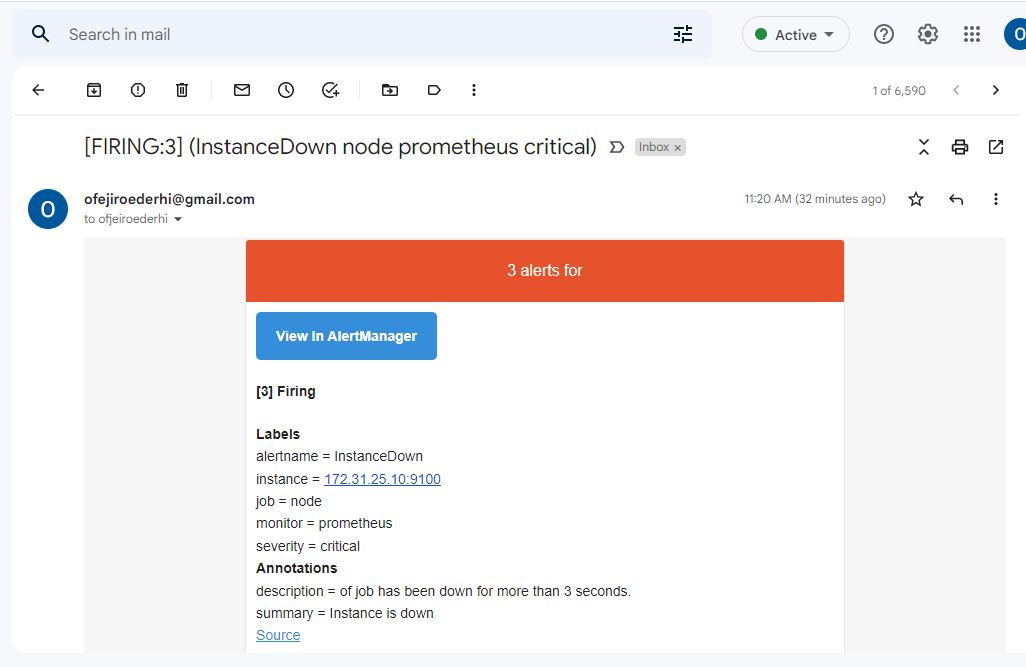 Search in mail
Active
O
1 of 6,590
[FIRING:3] (InstanceDown node prometheus critical)
Inbox ×
O
ofejiroederhi@gmail.com
11:20 AM (32 minutes ago)
to ofjeiroederhi
3 alerts for
View In AlertManager
[3] Firing
Labels
alertname = InstanceDown
instance = 172.31.25.10:9100
job = node
monitor = prometheus
severity = critical
Annotations
description = of job has been down for more than 3 seconds.
summary = Instance is down
Source